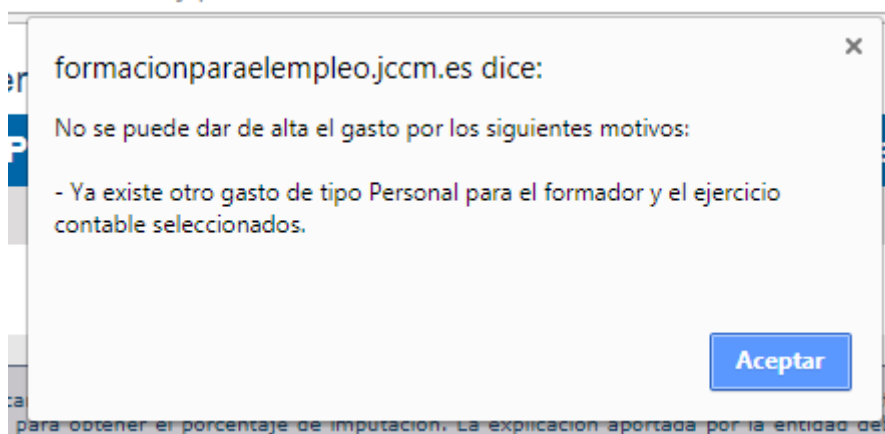 er
formacionparaelempleo.jccm.es dice:
No se puede dar de alta el gasto por los siguientes motivos:
P
- Ya existe otro gasto de tipo Personal para el formador y el ejercicio
contable seleccionados.
Aceptar
para obtener el porcentaje de imputación. La explicación aportada por la entidad de